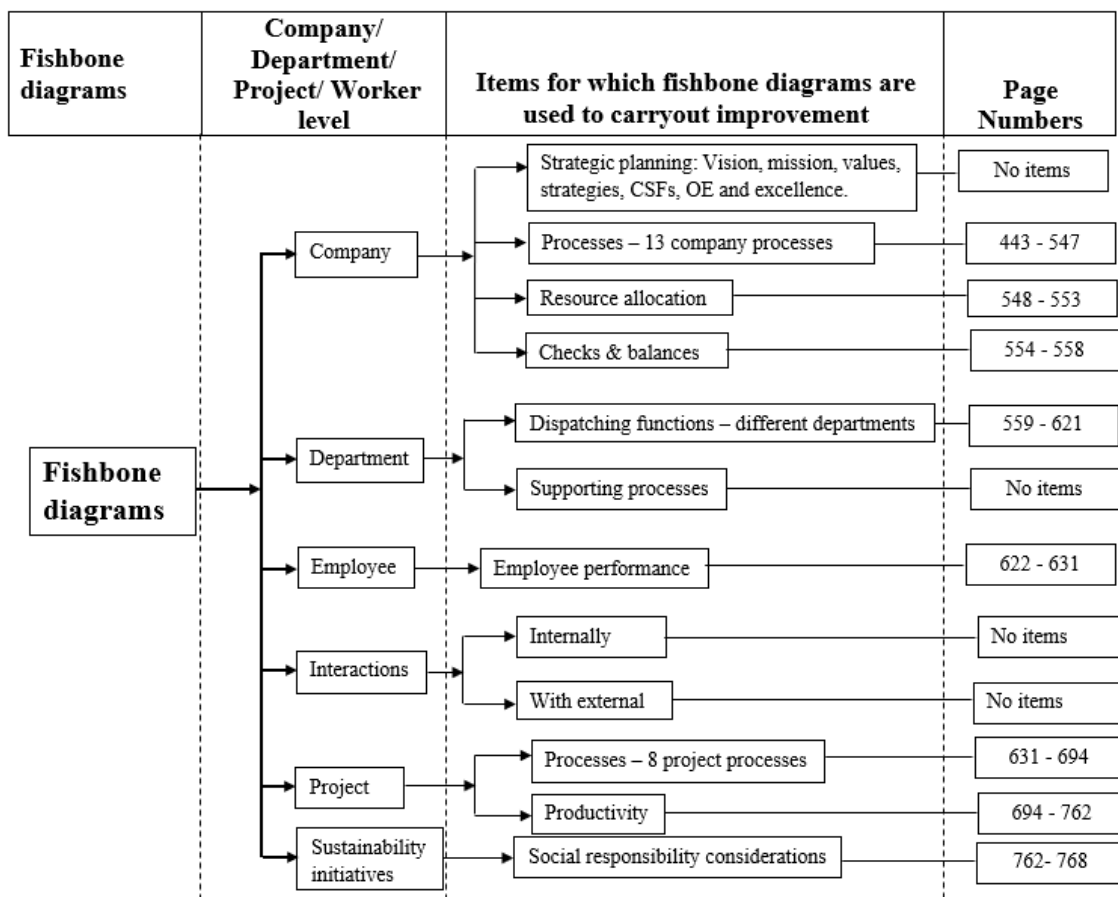 Fishbone
diagrams
Company/
Department/
Project/ Worker
level
Items for which fishbone diagrams are
used to carryout improvement
Page
Numbers
Fishbone
diagrams
Company
Strategic planning: Vision, mission, values,
strategies, CSFs, OE and excellence.
No items
Processes – 13 company processes
443 - 547
Resource allocation
548 - 553
Checks & balances
554 - 558
Department
Dispatching functions – different departments
559 - 621
Supporting processes
No items
Employee
Employee performance
622 - 631
Interactions
Internally
No items
With external
No items
Project
Processes – 8 project processes
631 - 694
Productivity
694 - 762
Sustainability
initiatives
Social responsibility considerations
762- 768